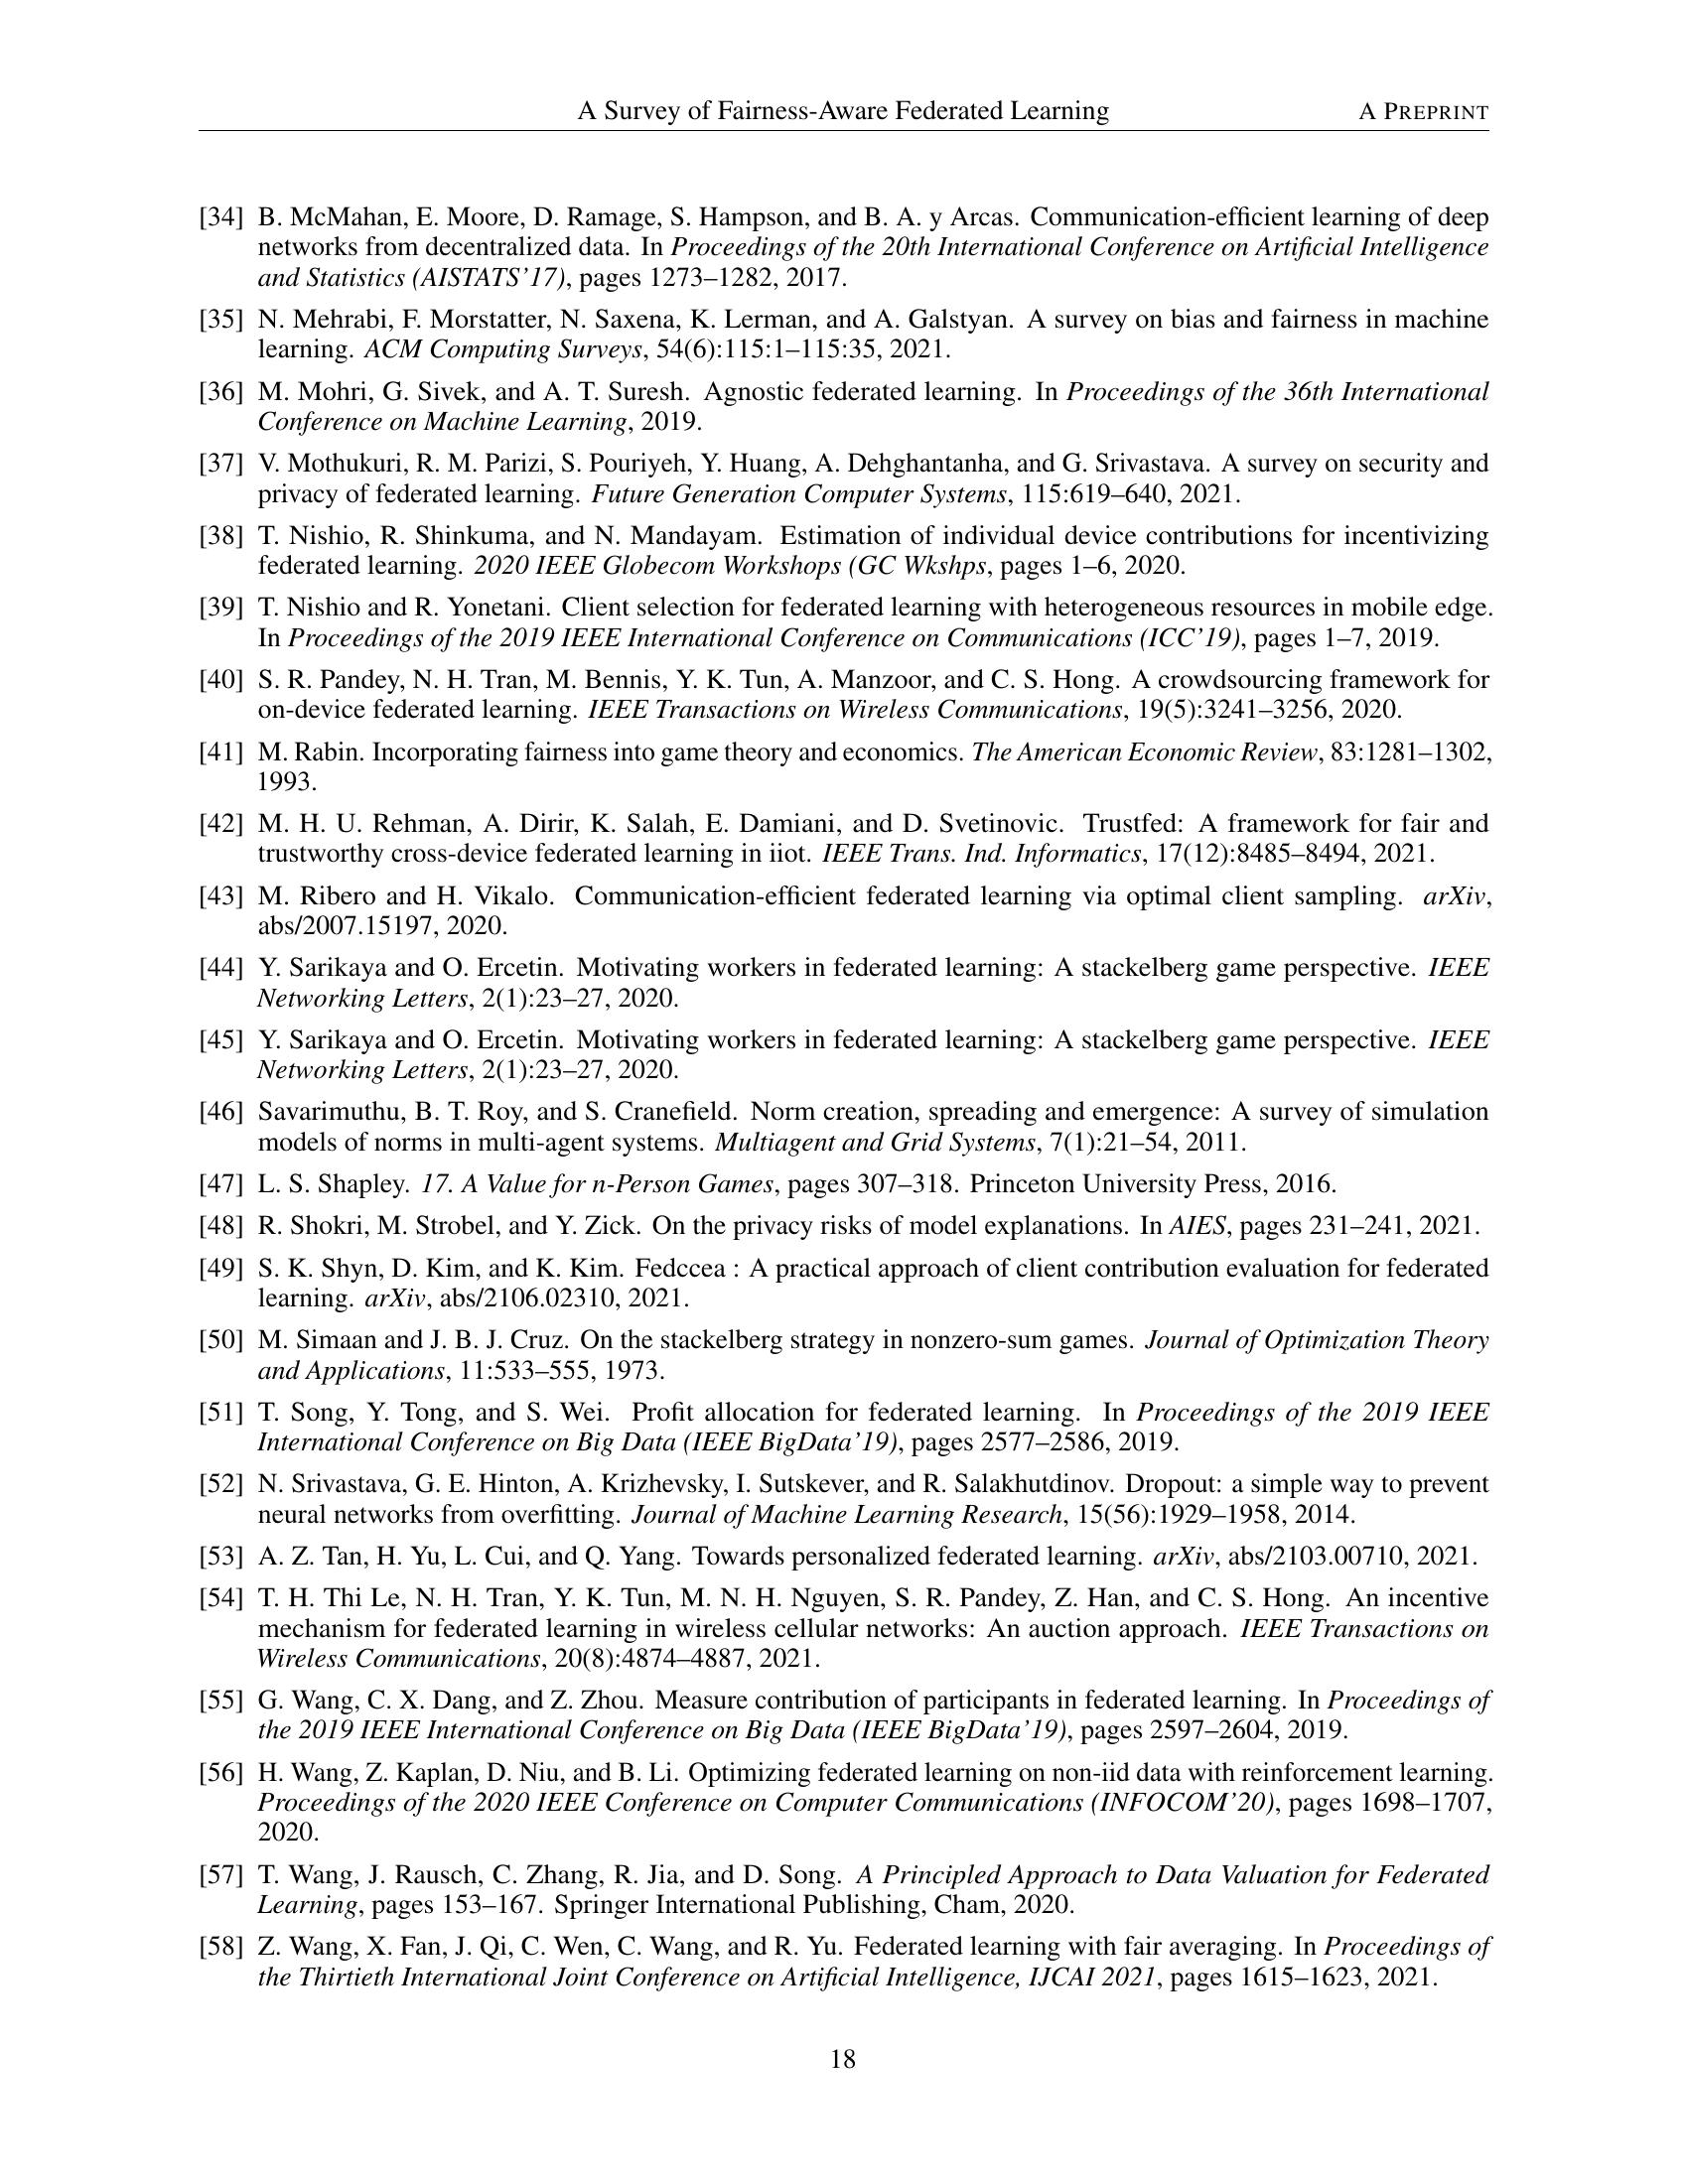 A Survey of Fairness-Aware Federated Learning
A PREPRINT
[34] B. McMahan, E. Moore, D. Ramage, S. Hampson, and B. A. y Arcas. Communication-efficient learning of deep
networks from decentralized data. In Proceedings of the 20th International Conference on Artificial Intelligence
and Statistics (AISTATS'17), pages 1273–1282, 2017.
[35] N. Mehrabi, F. Morstatter, N. Saxena, K. Lerman, and A. Galstyan. A survey on bias and fairness in machine
learning. ACM Computing Surveys, 54(6):115:1–115:35, 2021.
[36] M. Mohri, G. Sivek, and A. T. Suresh. Agnostic federated learning. In Proceedings of the 36th International
Conference on Machine Learning, 2019.
[37] V. Mothukuri, R. M. Parizi, S. Pouriyeh, Y. Huang, A. Dehghantanha, and G. Srivastava. A survey on security and
privacy of federated learning. Future Generation Computer Systems, 115:619–640, 2021.
[38] T. Nishio, R. Shinkuma, and N. Mandayam. Estimation of individual device contributions for incentivizing
federated learning. 2020 IEEE Globecom Workshops (GC Wkshps, pages 1–6, 2020.
[39] T. Nishio and R. Yonetani. Client selection for federated learning with heterogeneous resources in mobile edge.
In Proceedings of the 2019 IEEE International Conference on Communications (ICC'19), pages 1–7, 2019.
[40] S. R. Pandey, N. H. Tran, M. Bennis, Y. K. Tun, A. Manzoor, and C. S. Hong. A crowdsourcing framework for
on-device federated learning. IEEE Transactions on Wireless Communications, 19(5):3241–3256, 2020.
[41] M. Rabin. Incorporating fairness into game theory and economics. The American Economic Review, 83:1281–1302,
1993.
[42] M. H. U. Rehman, A. Dirir, K. Salah, E. Damiani, and D. Svetinovic. Trustfed: A framework for fair and
trustworthy cross-device federated learning in iiot. IEEE Trans. Ind. Informatics, 17(12):8485–8494, 2021.
[43] M. Ribero and H. Vikalo. Communication-efficient federated learning via optimal client sampling. arXiv,
abs/2007.15197, 2020.
[44] Y. Sarikaya and O. Ercetin. Motivating workers in federated learning: A stackelberg game perspective. IEEE
Networking Letters, 2(1):23–27, 2020.
[45] Y. Sarikaya and O. Ercetin. Motivating workers in federated learning: A stackelberg game perspective. IEEE
Networking Letters, 2(1):23–27, 2020.
[46] Savarimuthu, B. T. Roy, and S. Cranefield. Norm creation, spreading and emergence: A survey of simulation
models of norms in multi-agent systems. Multiagent and Grid Systems, 7(1):21–54, 2011.
[47] L. S. Shapley. 17. A Value for n-Person Games, pages 307–318. Princeton University Press, 2016.
[48] R. Shokri, M. Strobel, and Y. Zick. On the privacy risks of model explanations. In AIES, pages 231–241, 2021.
[49] S. K. Shyn, D. Kim, and K. Kim. Fedccea : A practical approach of client contribution evaluation for federated
learning. arXiv, abs/2106.02310, 2021.
[50] M. Simaan and J. B. J. Cruz. On the stackelberg strategy in nonzero-sum games. Journal of Optimization Theory
and Applications, 11:533–555, 1973.
[51] T. Song, Y. Tong, and S. Wei. Profit allocation for federated learning. In Proceedings of the 2019 IEEE
International Conference on Big Data (IEEE BigData'19), pages 2577–2586, 2019.
[52] N. Srivastava, G. E. Hinton, A. Krizhevsky, I. Sutskever, and R. Salakhutdinov. Dropout: a simple way to prevent
neural networks from overfitting. Journal of Machine Learning Research, 15(56):1929–1958, 2014.
[53] A. Z. Tan, H. Yu, L. Cui, and Q. Yang. Towards personalized federated learning. arXiv, abs/2103.00710, 2021.
[54] T. H. Thi Le, N. H. Tran, Y. K. Tun, M. N. H. Nguyen, S. R. Pandey, Z. Han, and C. S. Hong. An incentive
mechanism for federated learning in wireless cellular networks: An auction approach. IEEE Transactions on
Wireless Communications, 20(8):4874–4887, 2021.
[55] G. Wang, C. X. Dang, and Z. Zhou. Measure contribution of participants in federated learning. In Proceedings of
the 2019 IEEE International Conference on Big Data (IEEE BigData'19), pages 2597–2604, 2019.
[56] H. Wang, Z. Kaplan, D. Niu, and B. Li. Optimizing federated learning on non-iid data with reinforcement learning.
Proceedings of the 2020 IEEE Conference on Computer Communications (INFOCOM'20), pages 1698–1707,
2020.
[57] T. Wang, J. Rausch, C. Zhang, R. Jia, and D. Song. A Principled Approach to Data Valuation for Federated
Learning, pages 153–167. Springer International Publishing, Cham, 2020.
[58] Z. Wang, X. Fan, J. Qi, C. Wen, C. Wang, and R. Yu. Federated learning with fair averaging. In Proceedings of
the Thirtieth International Joint Conference on Artificial Intelligence, IJCAI 2021, pages 1615–1623, 2021.
18